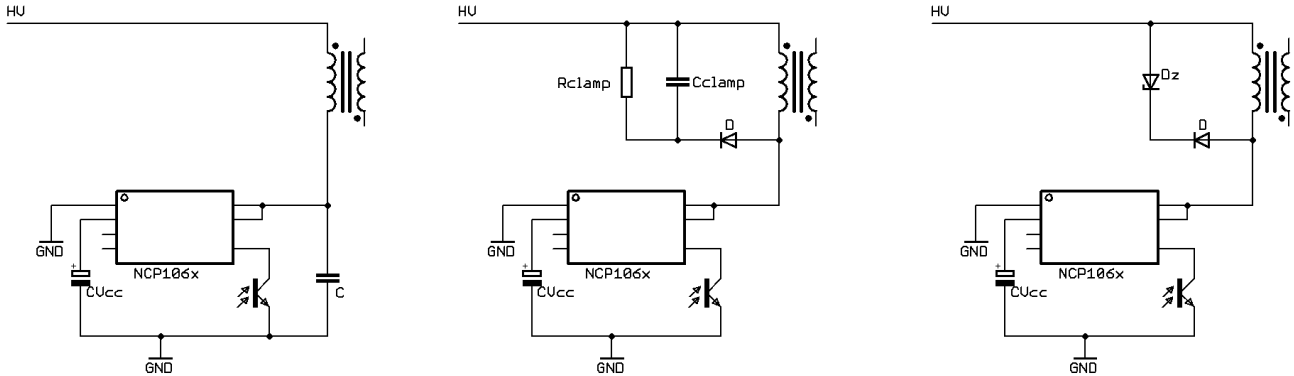 HV
NCP106x
GND
CVcc
+
C
GND
HV
Rclamp
Cclamp
D
NCP106x
GND
CVcc
+
GND
HV
Dz
D
NCP106x
GND
CVcc
+
GND